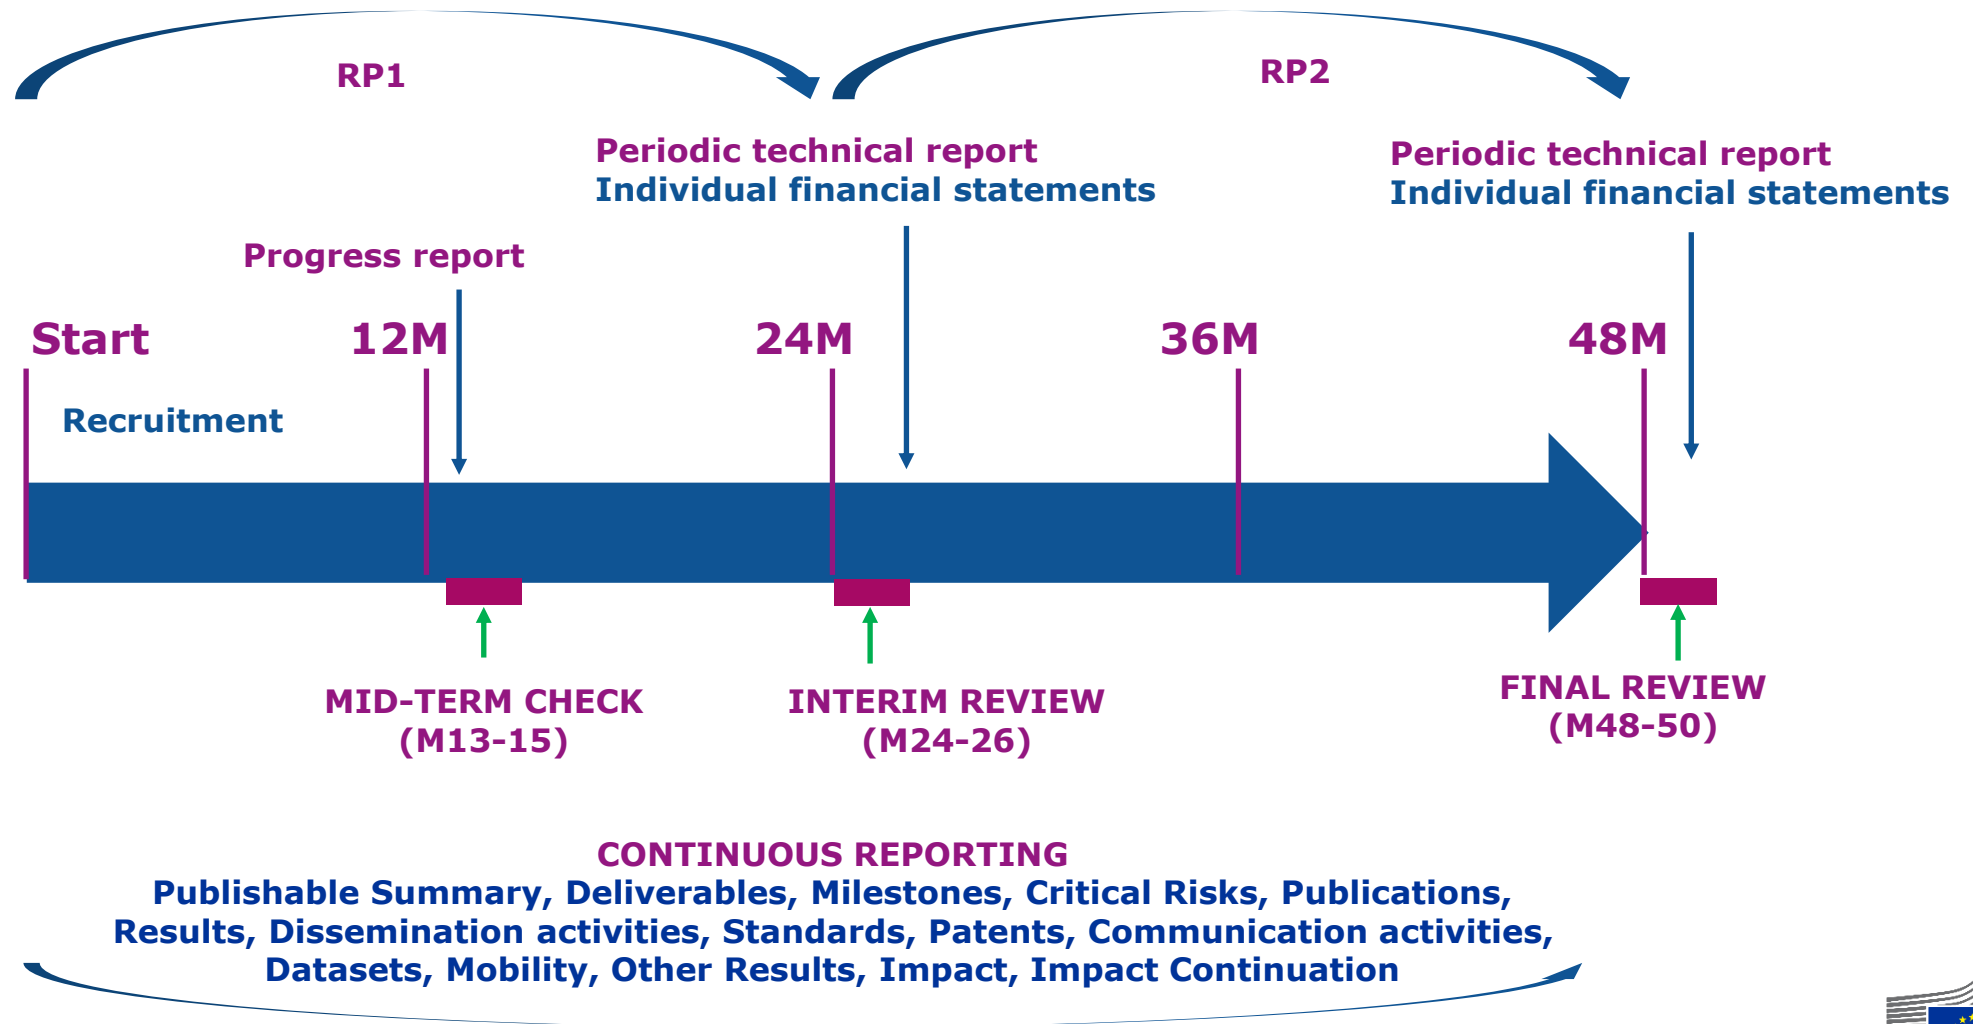 RP1
RP2
Periodic technical report
Individual financial statements
Periodic technical report
Individual financial statements
Progress report
Start
12M
24M
36M
48M
Recruitment
MID-TERM CHECK
(M13-15)
INTERIM REVIEW
(M24-26)
FINAL REVIEW
(M48-50)
CONTINUOUS REPORTING
Publishable Summary, Deliverables, Milestones, Critical Risks, Publications,
Results, Dissemination activities, Standards, Patents, Communication activities,
Datasets, Mobility, Other Results, Impact, Impact Continuation